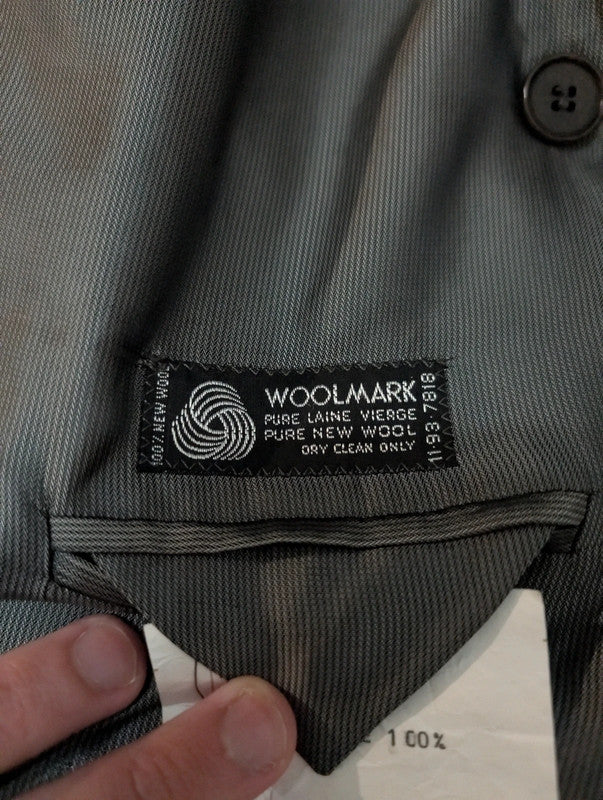 100% NEW WOOL
WOOLMARK
PURE LAINE VIERGE
PURE NEW WOOL
DRY CLEAN ONLY
11-93-7818
100%